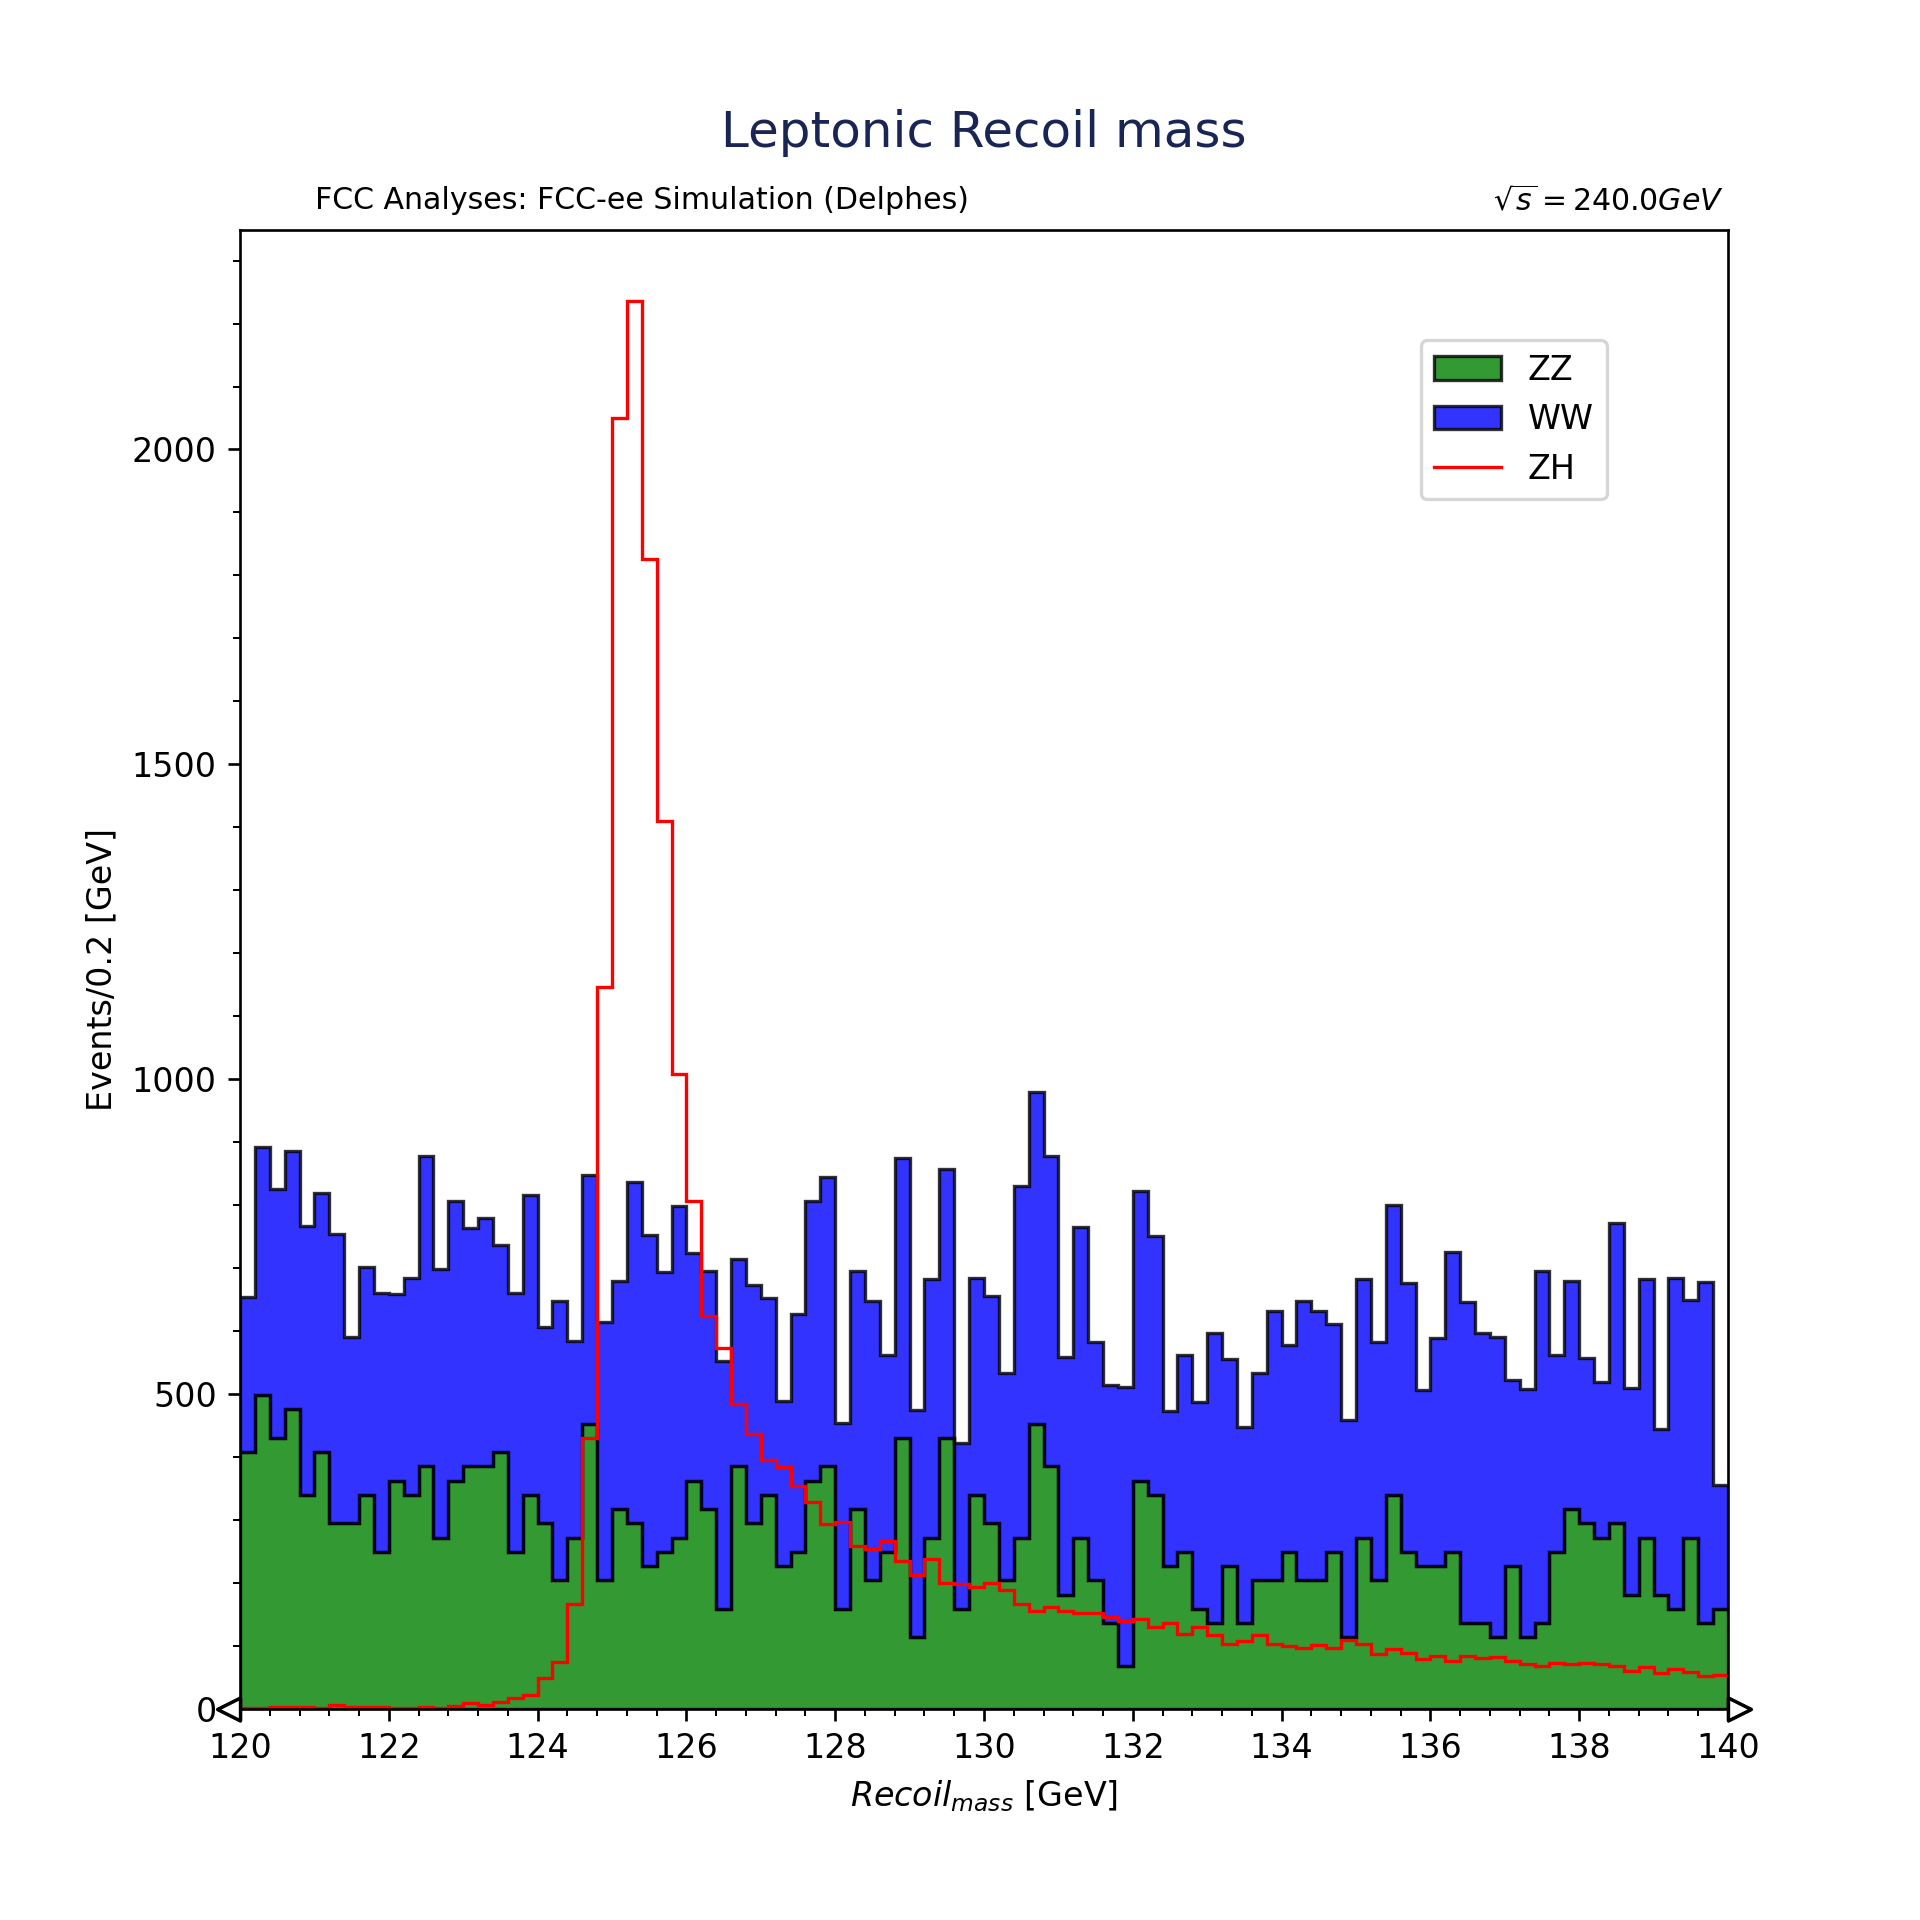 Leptonic Recoil mass
FCC Analyses: FCC-ee Simulation (Delphes)
√s = 240.0GeV
ZZ
WW
ZH
Events/0.2 [GeV]
2000
1500
1000
500
0
120 122 124 126 128 130 132 134 136 138 140
Recoil_mass [GeV]